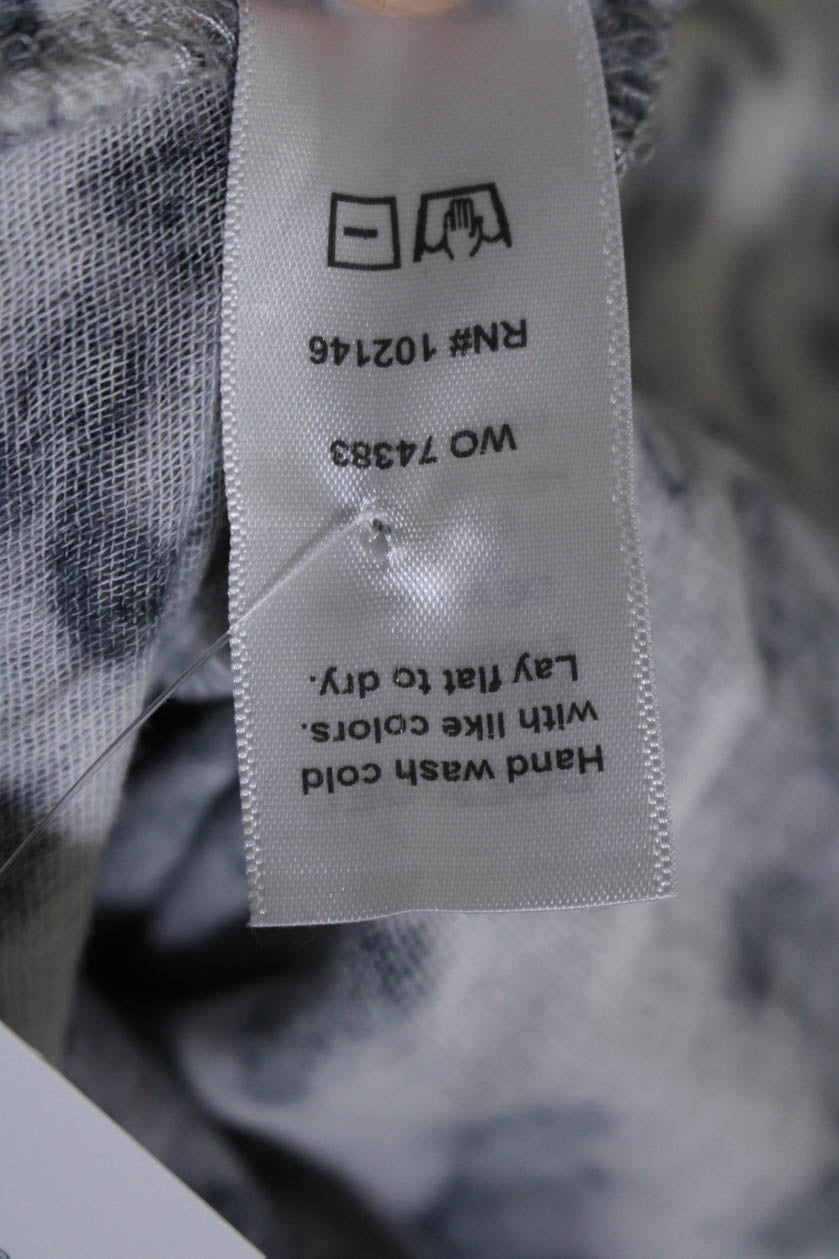 Hand wash cold
with like colors.
Lay flat to dry.
WO 74383
RN# 102146